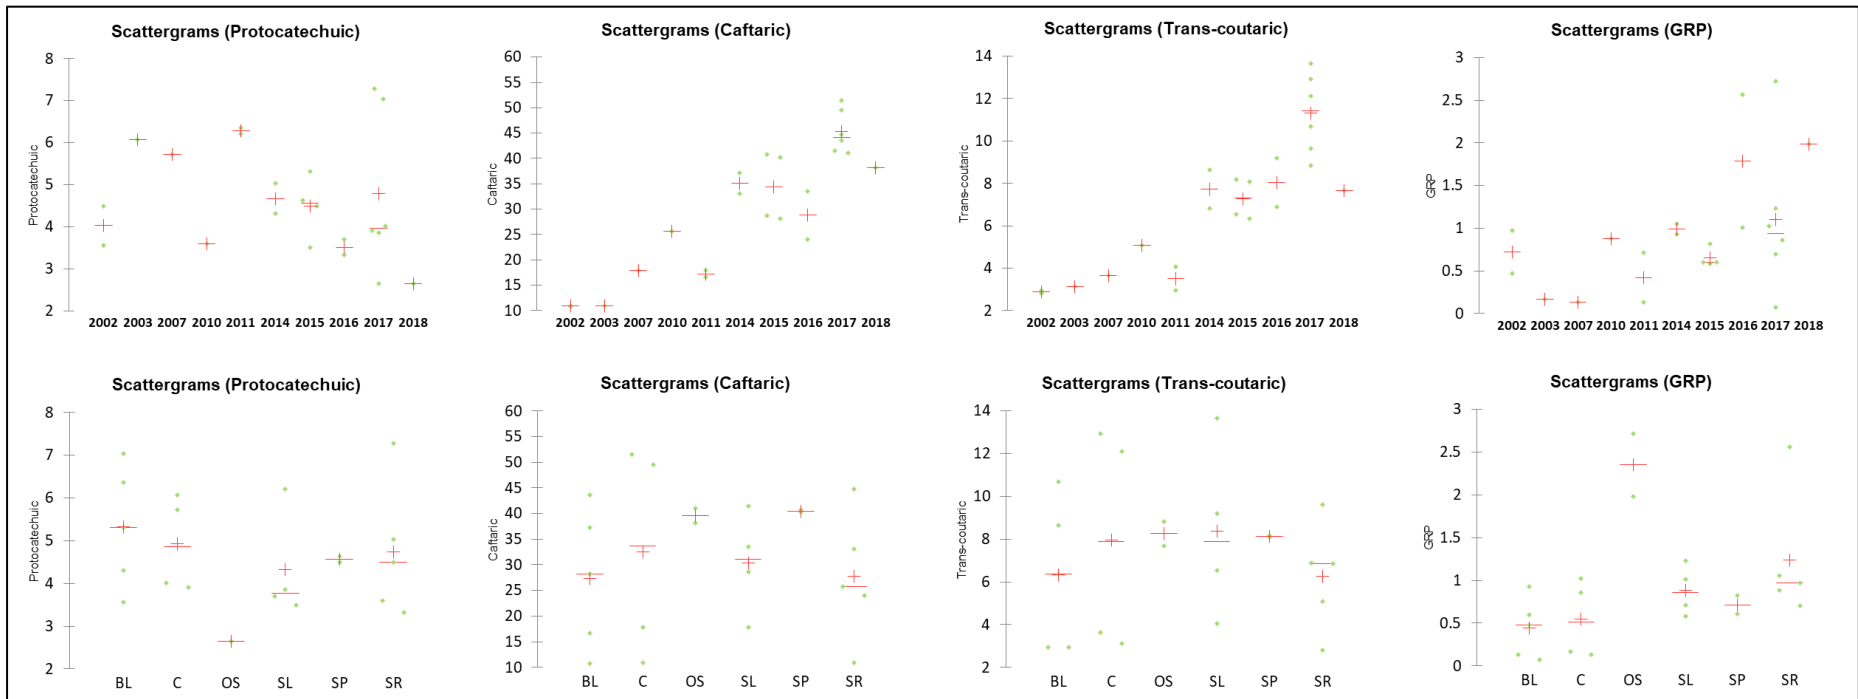 Scattergrams (Protocatechuic)
Protocatechuic
8
7
6
5
4
3
2
2002 2003 2007 2010 2011 2014 2015 2016 2017 2018
Scattergrams (Caftaric)
Caftaric
60
55
50
45
40
35
30
25
20
15
10
2002 2003 2007 2010 2011 2014 2015 2016 2017 2018
Scattergrams (Trans-coutaric)
Trans-coutaric
14
12
10
8
6
4
2
2002 2003 2007 2010 2011 2014 2015 2016 2017 2018
Scattergrams (GRP)
GRP
3
2.5
2
1.5
1
0.5
0
2002 2003 2007 2010 2011 2014 2015 2016 2017 2018
Scattergrams (Protocatechuic)
Protocatechuic
8
7
6
5
4
3
2
BL C OS SL SP SR
Scattergrams (Caftaric)
Caftaric
60
55
50
45
40
35
30
25
20
15
10
BL C OS SL SP SR
Scattergrams (Trans-coutaric)
Trans-coutaric
14
12
10
8
6
4
2
BL C OS SL SP SR
Scattergrams (GRP)
GRP
3
2.5
2
1.5
1
0.5
0
BL C OS SL SP SR